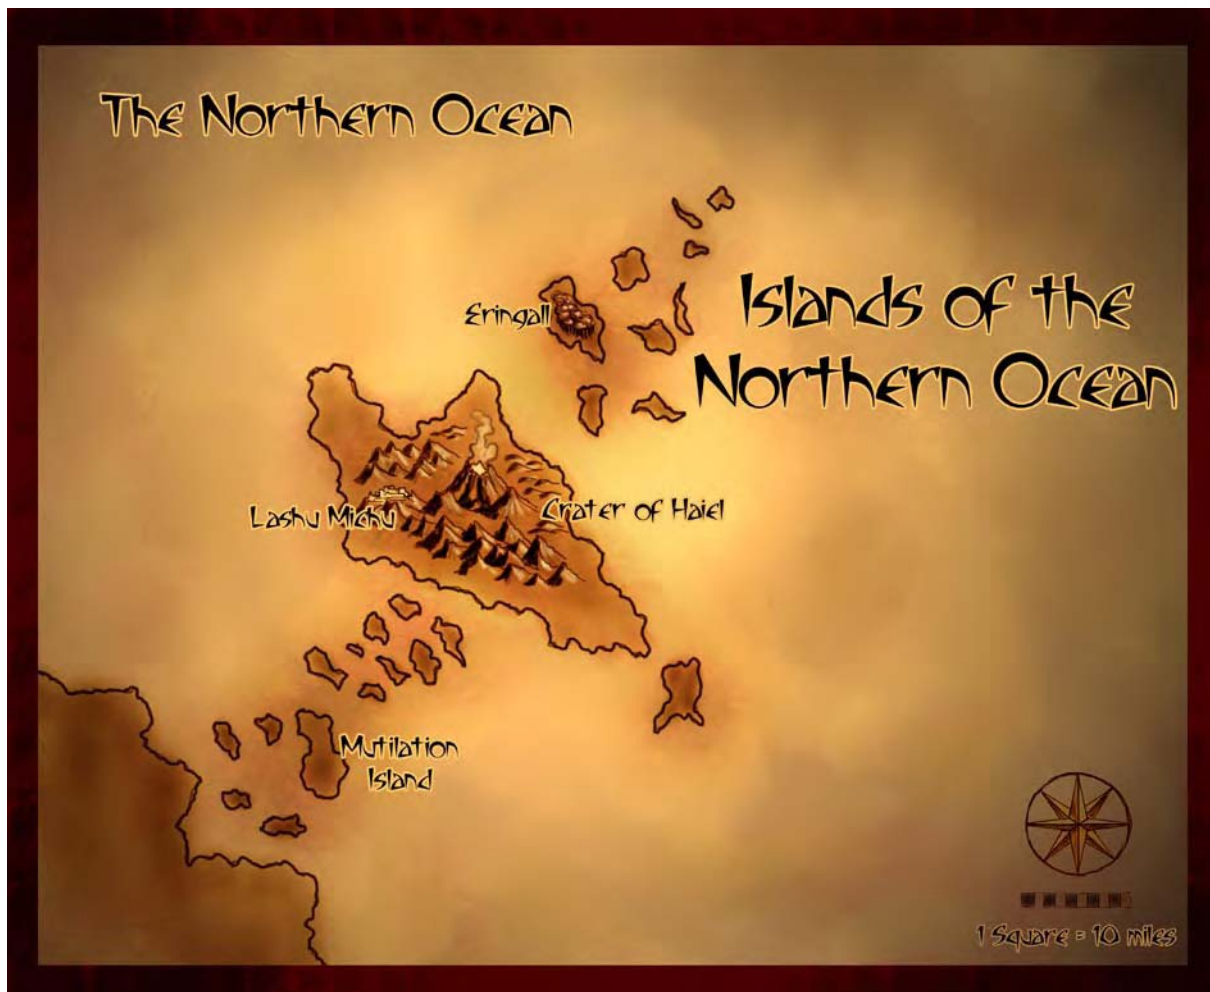 The Northern Ocean
Islands of the
Northern Ocean
Eringall
Lashu Michu
Crater of Haiel
Mutilation
Island
1 Square = 10 miles